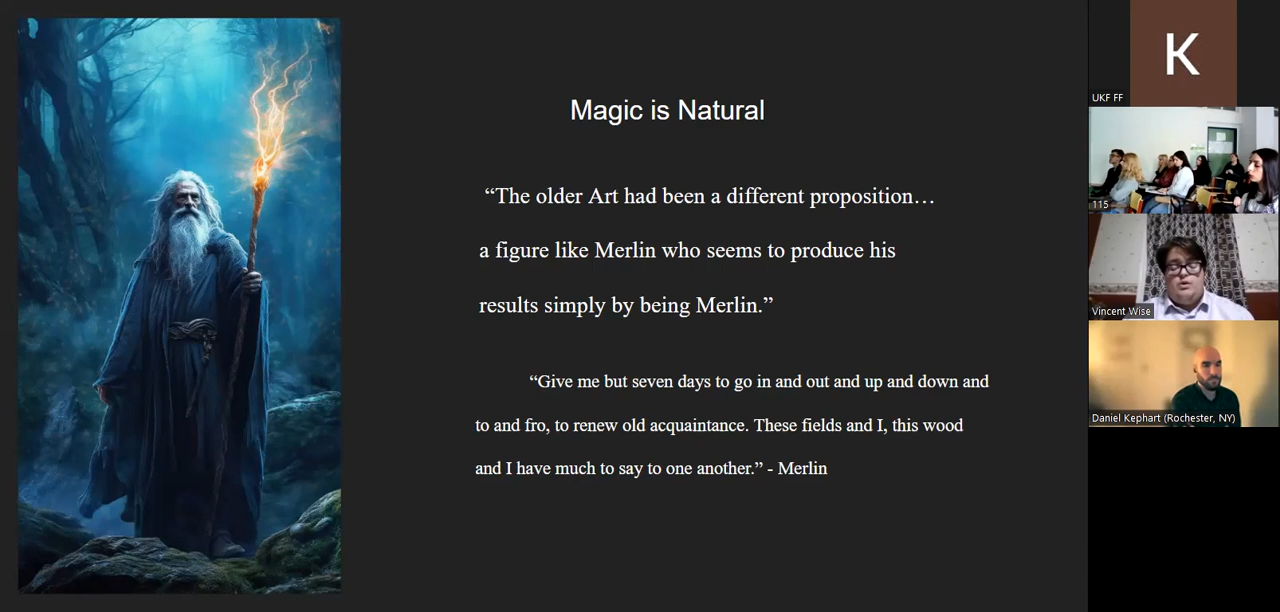 Magic is Natural
“The older Art had been a different proposition…
a figure like Merlin who seems to produce his
results simply by being Merlin.”
“Give me but seven days to go in and out and up and down and
to and fro, to renew old acquaintance. These fields and I, this wood
and I have much to say to one another.” - Merlin
K
UKF FF
115
Vincent Wise
Daniel Kephart (Rochester, NY)